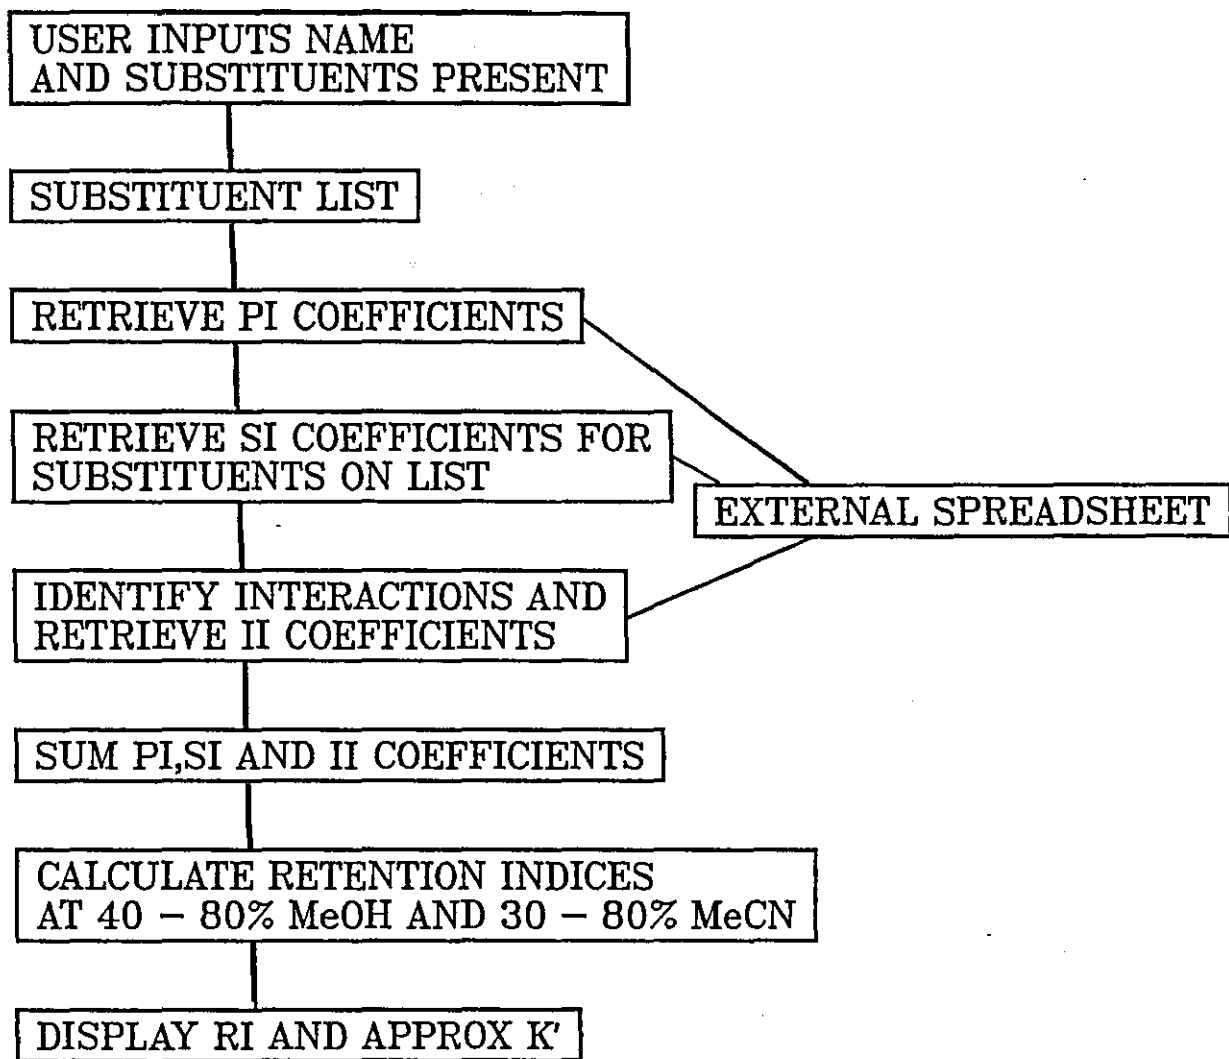 USER INPUTS NAME
AND SUBSTITUENTS PRESENT
SUBSTITUENT LIST
RETRIEVE PI COEFFICIENTS
RETRIEVE SI COEFFICIENTS FOR
SUBSTITUENTS ON LIST
EXTERNAL SPREADSHEET
IDENTIFY INTERACTIONS AND
RETRIEVE II COEFFICIENTS
SUM PI,SI AND II COEFFICIENTS
CALCULATE RETENTION INDICES
AT 40 – 80% MeOH AND 30 – 80% MeCN
DISPLAY RI AND APPROX K'